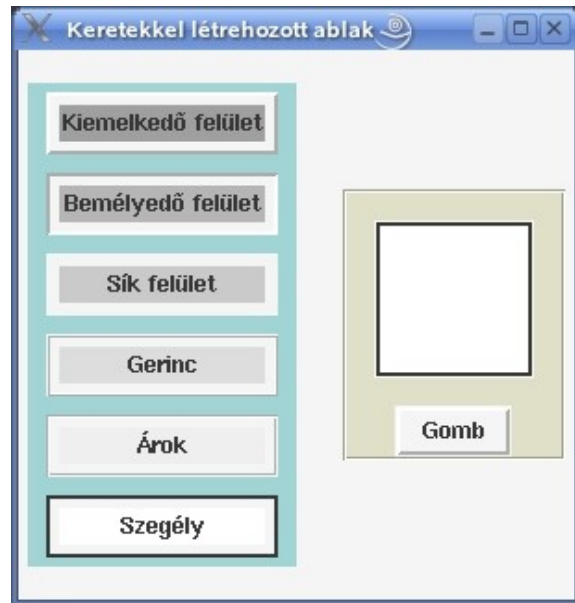 Keretekkel létrehozott ablak
Kiemelkedő felület
Bemélyedő felület
Sík felület
Gerinc
Árok
Szegély
Gomb